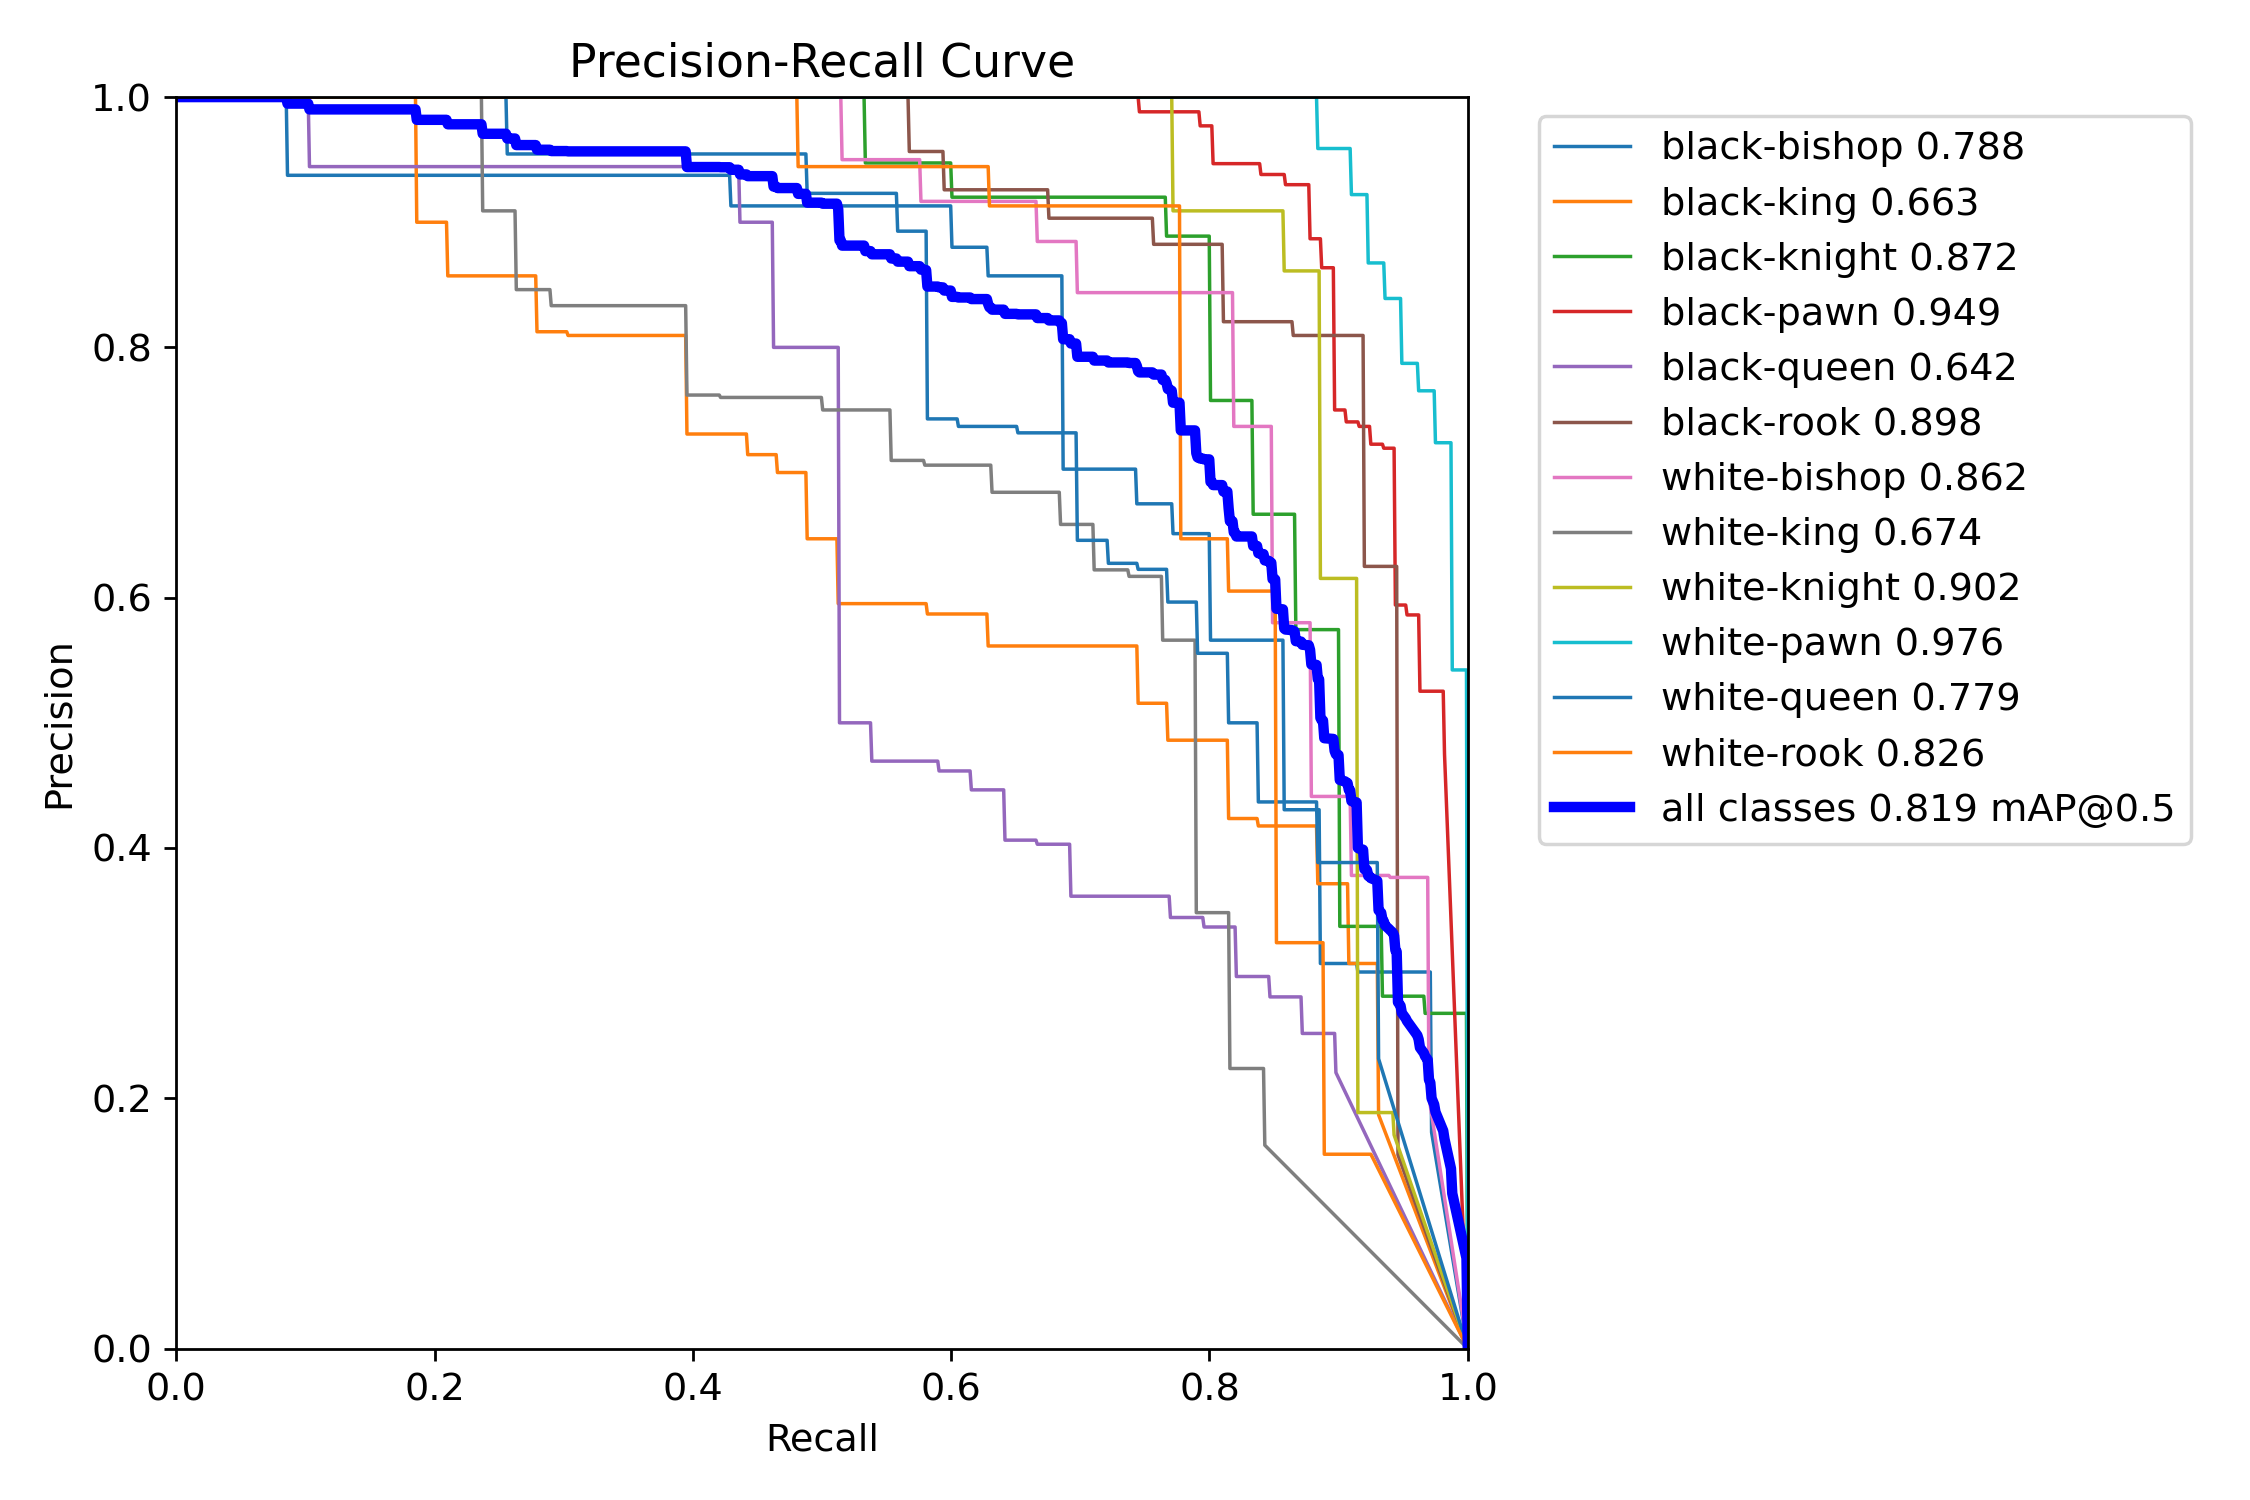 Precision-Recall Curve
1.0
0.8
0.6
0.4
0.2
0.0
Precision
0.0 0.2 0.4 0.6 0.8 1.0
Recall
black-bishop 0.788
black-king 0.663
black-knight 0.872
black-pawn 0.949
black-queen 0.642
black-rook 0.898
white-bishop 0.862
white-king 0.674
white-knight 0.902
white-pawn 0.976
white-queen 0.779
white-rook 0.826
all classes 0.819 mAP@0.5